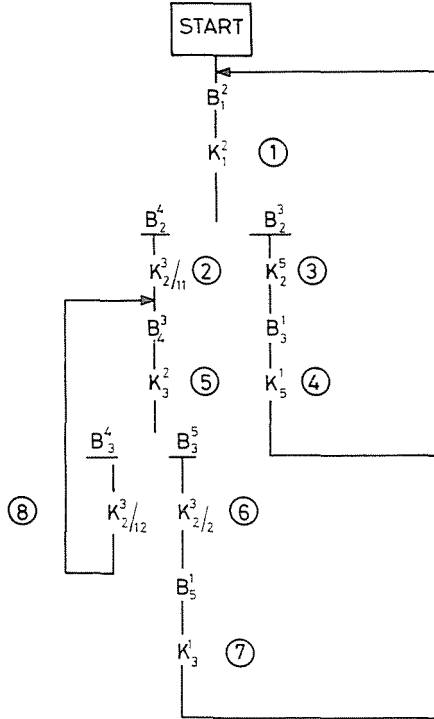 START
B₁²
K₁² ①
B₂⁴ B₂³
K₂³/₁₁ ② K₂⁵ ③
B₄³ B₃¹
K₃² ⑤ K₅¹ ④
B₃⁴ B₃⁵
⑧ K₂³/₁₂ K₂³/₂ ⑥
B₅¹
K₃¹ ⑦